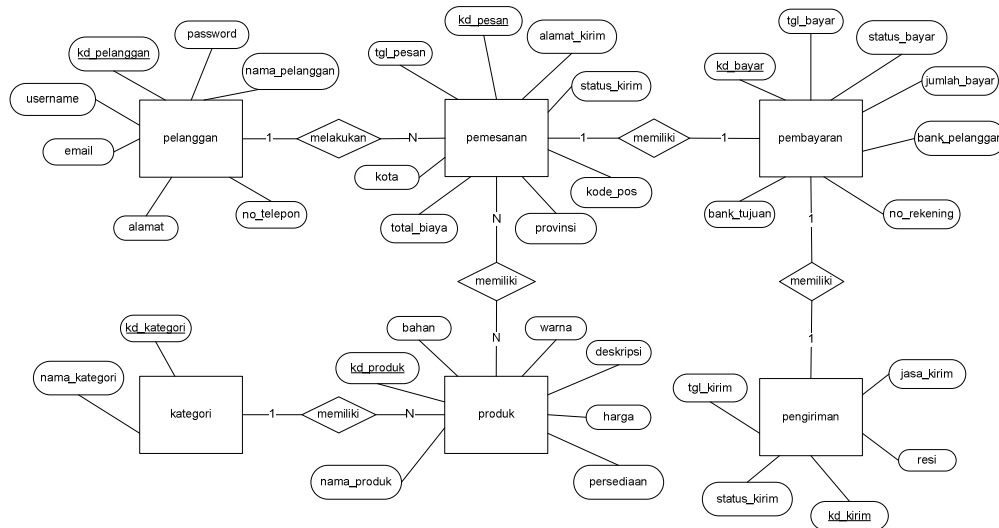 password
kd_pelanggan
nama_pelanggan
username
pelanggan
email
alamat
no_telepon
1
melakukan
N
kd_pesan
tgl_pesan
alamat_kirim
status_kirim
pemesanan
kota
kode_pos
total_biaya
provinsi
1
memiliki
1
tgl_bayar
status_bayar
kd_bayar
jumlah_bayar
pembayaran
bank_pelanggan
bank_tujuan
no_rekening
N
memiliki
N
1
memiliki
1
kd_kategori
nama_kategori
kategori
1
memiliki
N
bahan
warna
kd_produk
deskripsi
produk
harga
nama_produk
persediaan
tgl_kirim
jasa_kirim
pengiriman
resi
status_kirim
kd_kirim